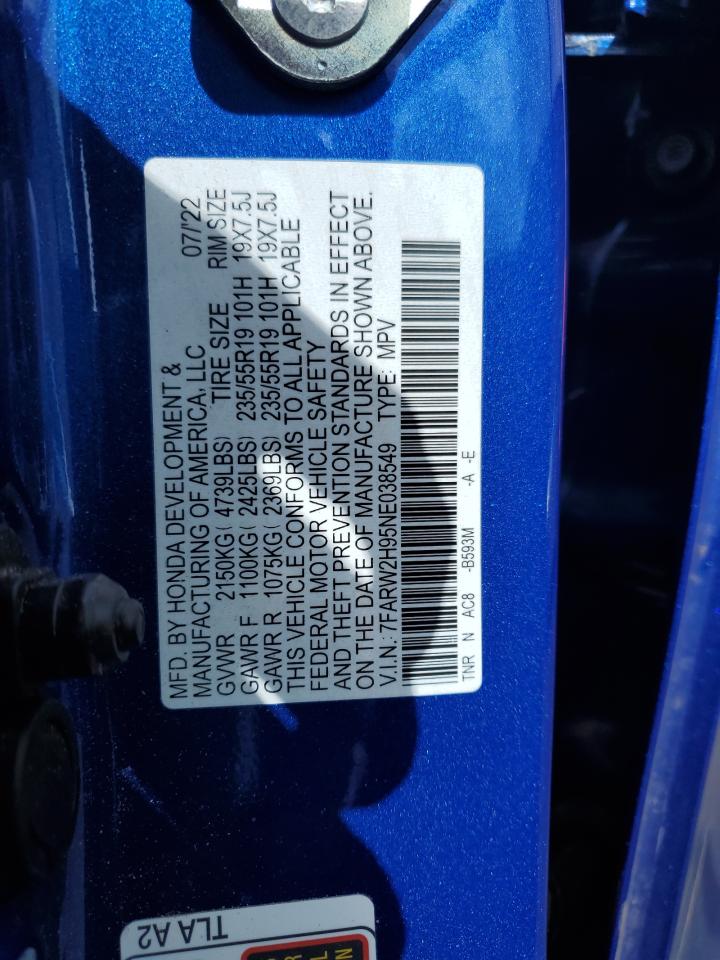 MFD. BY HONDA DEVELOPMENT &
MANUFACTURING OF AMERICA, LLC 07/'22
GVWR 2150KG( 4739LBS) TIRE SIZE RIM SIZE
GAWR F 1100KG( 2425LBS) 235/55R19 101H 19X7.5J
GAWR R 1075KG( 2369LBS) 235/55R19 101H 19X7.5J
THIS VEHICLE CONFORMS TO ALL APPLICABLE
FEDERAL MOTOR VEHICLE SAFETY
AND THEFT PREVENTION STANDARDS IN EFFECT
ON THE DATE OF MANUFACTURE SHOWN ABOVE.
V.I.N.: 7FARW2H95NE038549 TYPE: MPV
TNR N AC8 -B593M -A -E
TLA A2